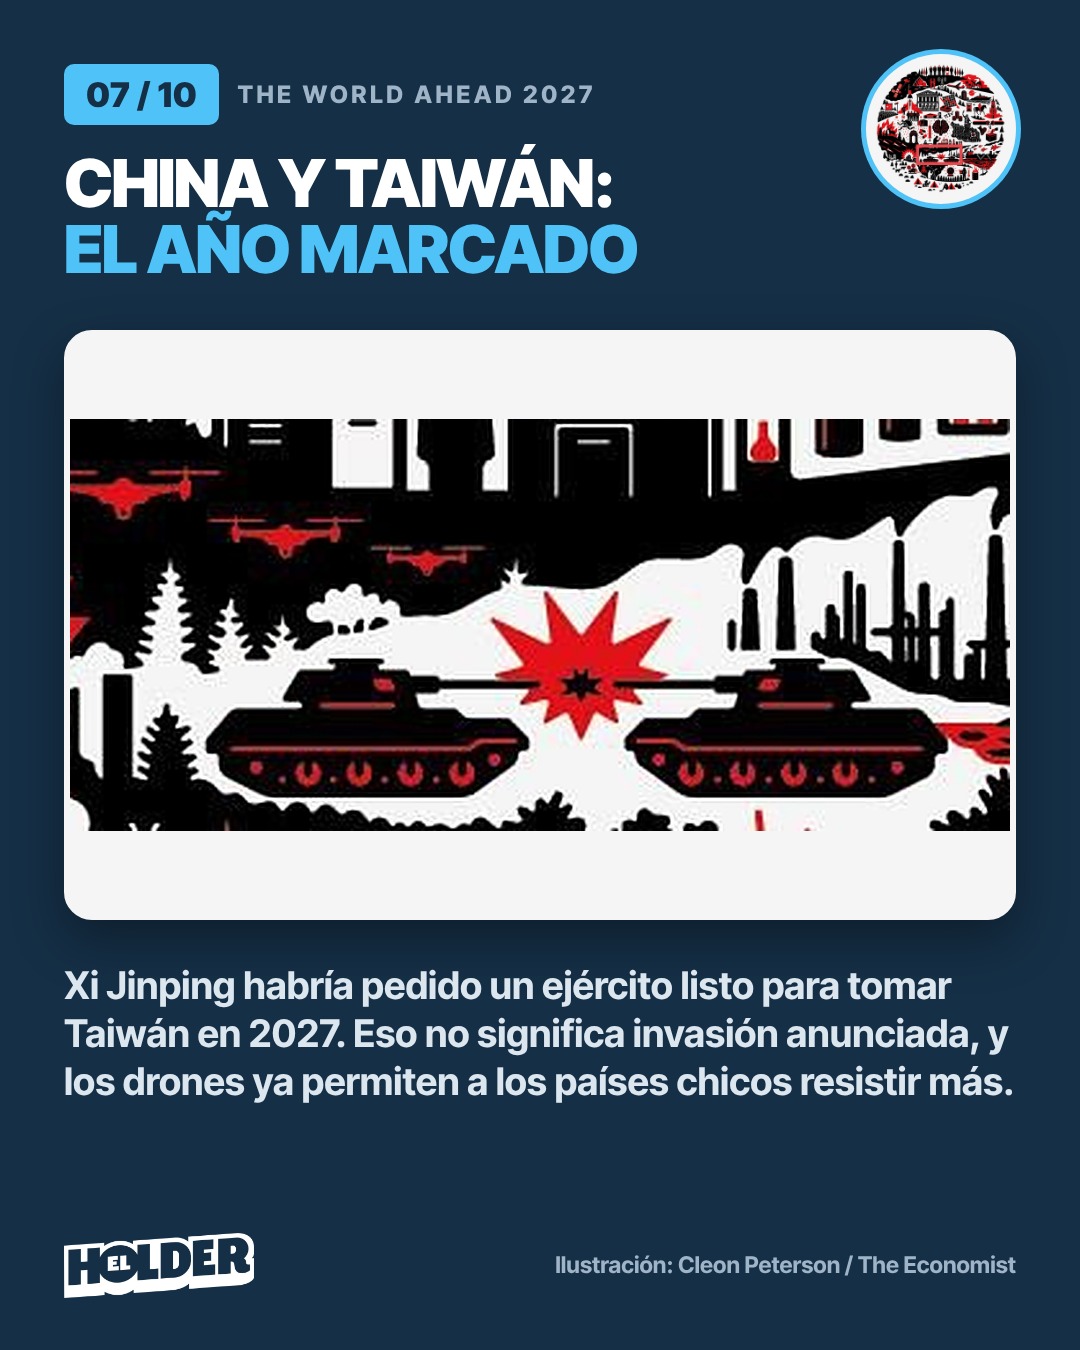 07 / 10
THE WORLD AHEAD 2027
CHINA Y TAIWÁN:
EL AÑO MARCADO
Xi Jinping habría pedido un ejército listo para tomar
Taiwán en 2027. Eso no significa invasión anunciada, y
los drones ya permiten a los países chicos resistir más.
EL HOLDER
Ilustración: Cleon Peterson / The Economist